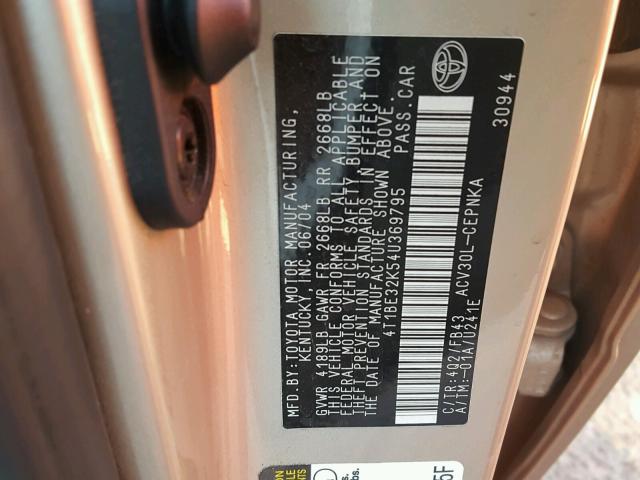 MFD. BY: TOYOTA MOTOR MANUFACTURING,
KENTUCKY, INC. 06/04
GVWR 4189LB GAWR FR 2668LB RR 2668LB
THIS VEHICLE CONFORMS TO ALL APPLICABLE
FEDERAL MOTOR VEHICLE SAFETY, BUMPER, AND
THEFT PREVENTION STANDARDS IN EFFECT ON
THE DATE OF MANUFACTURE SHOWN ABOVE.
4T1BE32K54U369795 PASS.CAR
C/TR:4Q2/FB43 ACV30L-CEPNKA
A/TM:-01A/U241E
30944
5F